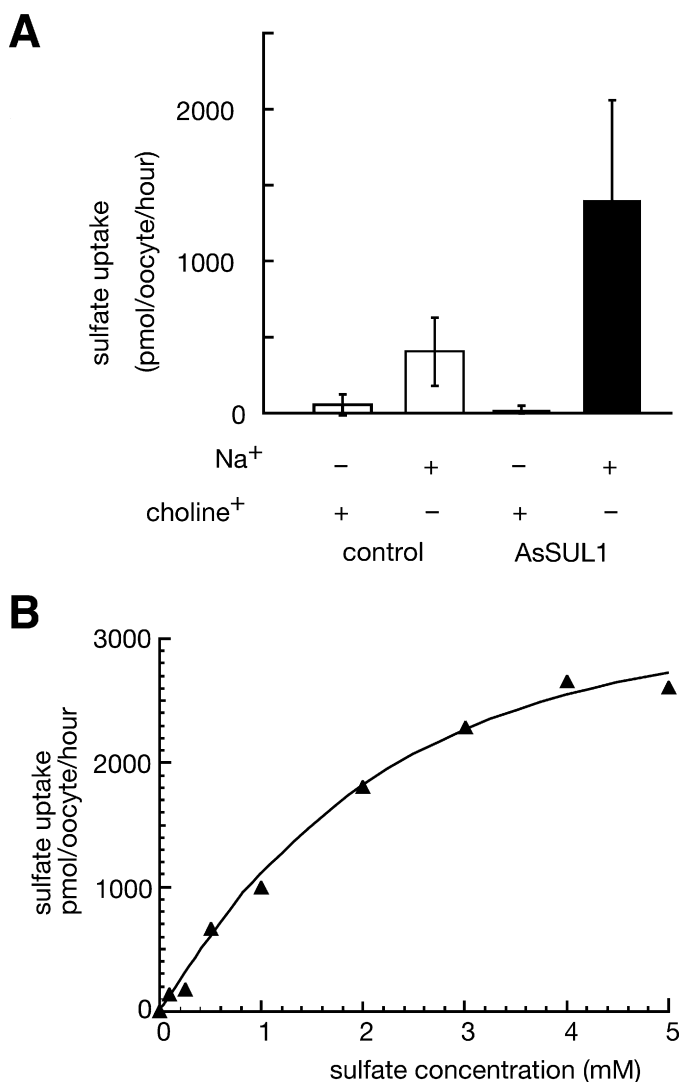 A
sulfate uptake
(pmol/oocyte/hour)
2000
1000
0
Na+ − + − +
choline+ + − + −
control AsSUL1
B
sulfate uptake
pmol/oocyte/hour
3000
2000
1000
0
0 1 2 3 4 5
sulfate concentration (mM)